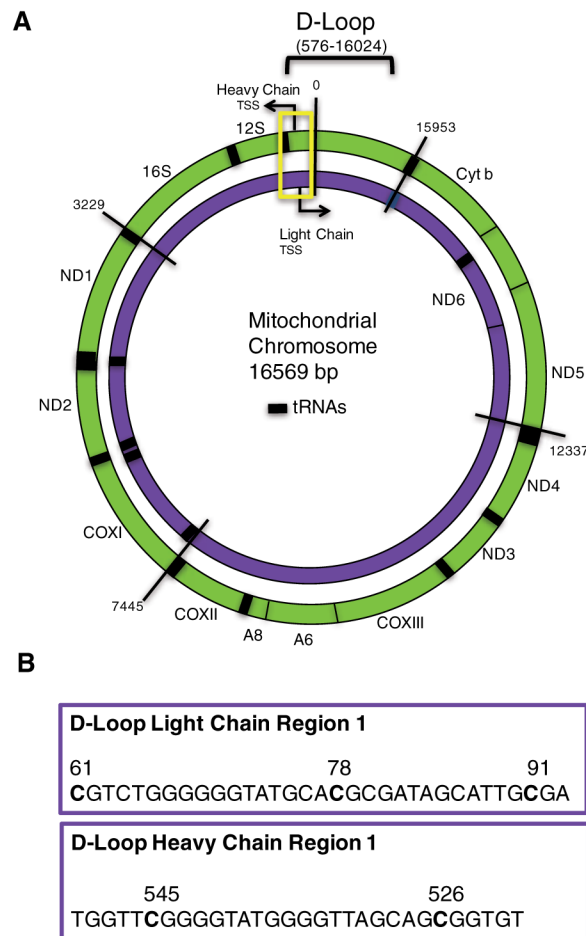 A
D-Loop
(576-16024)
Heavy Chain
TSS
0
12S
15953
16S
Cyt b
3229
Light Chain
TSS
ND1
ND6
Mitochondrial
Chromosome
16569 bp
tRNAs
ND2
ND5
12337
ND4
COXI
ND3
7445
COXII
COXIII
A8
A6
B
D-Loop Light Chain Region 1
61 78 91
CGTCTGGGGGGTATGCACGCGATAGCATTGCGA
D-Loop Heavy Chain Region 1
545 526
TGGTTCGGGGTATGGGGTTAGCAGCGGTGT